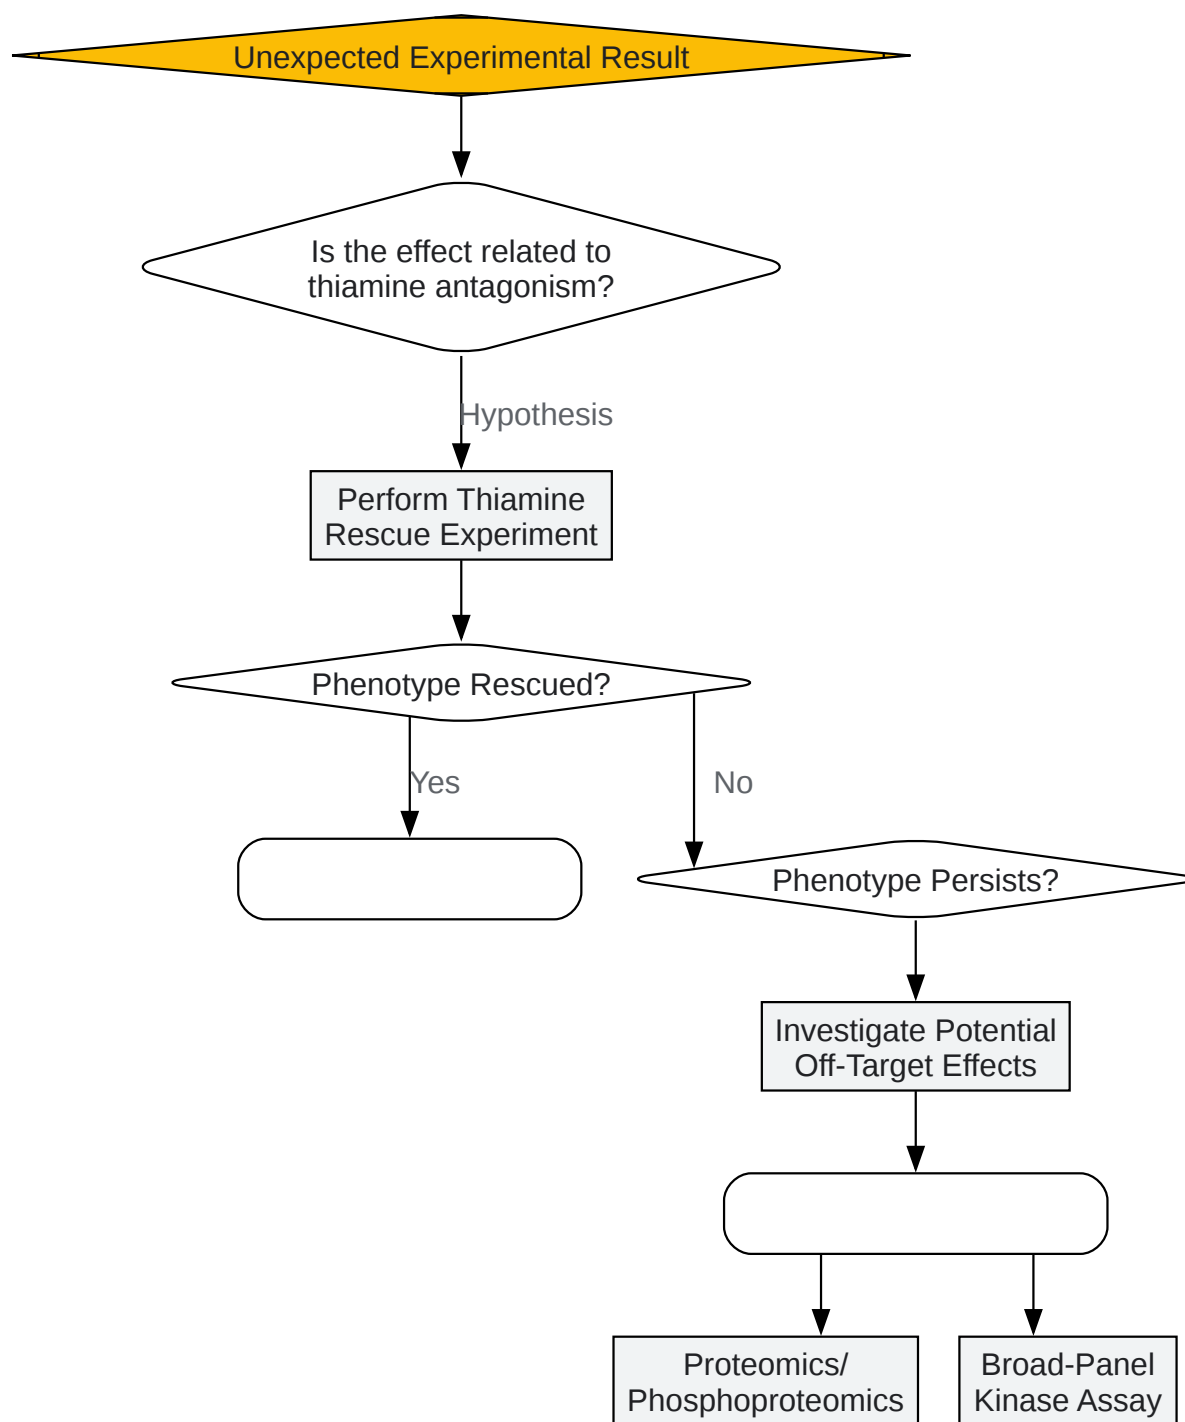 Unexpected Experimental Result
Is the effect related to
thiamine antagonism?
Hypothesis
Perform Thiamine
Rescue Experiment
Phenotype Rescued?
Yes
No
Phenotype Persists?
Investigate Potential
Off-Target Effects
Proteomics/
Phosphoproteomics
Broad-Panel
Kinase Assay